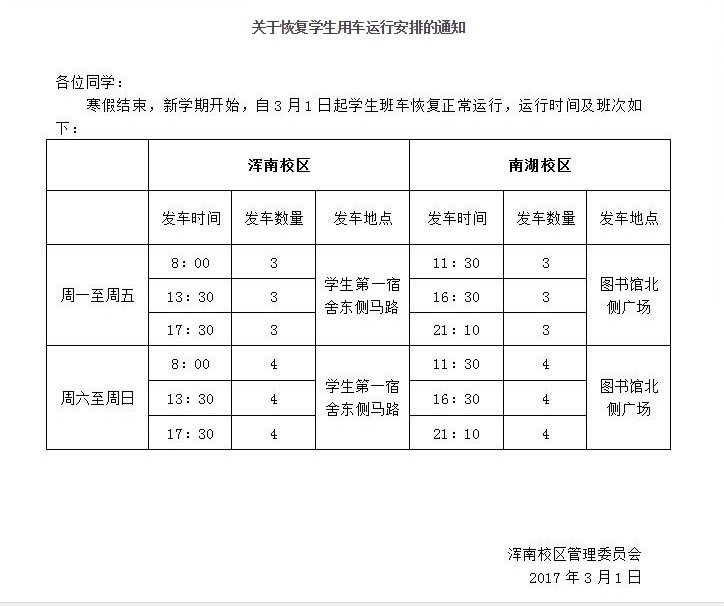 关于恢复学生用车运行安排的通知
各位同学：
寒假结束，新学期开始，自3月1日起学生班车恢复正常运行，运行时间及班次如
下：
浑南校区 南湖校区
发车时间 发车数量 发车地点 发车时间 发车数量 发车地点
周一至周五
8：00 3
13：30 3
17：30 3
学生第一宿
舍东侧马路
11：30 3
16：30 3
21：10 3
图书馆北
侧广场
周六至周日
8：00 4
13：30 4
17：30 4
学生第一宿
舍东侧马路
11：30 4
16：30 4
21：10 4
图书馆北
侧广场
浑南校区管理委员会
2017年3月1日